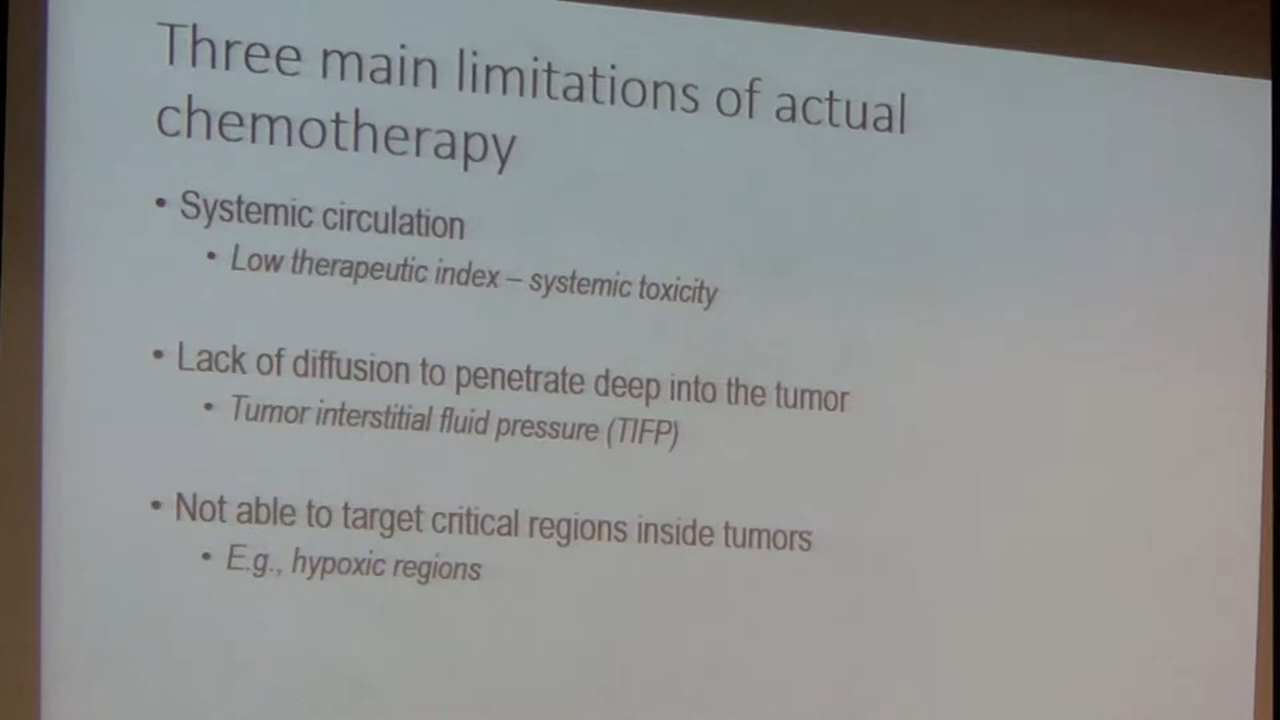 Three main limitations of actual
chemotherapy
• Systemic circulation
• Low therapeutic index – systemic toxicity
• Lack of diffusion to penetrate deep into the tumor
• Tumor interstitial fluid pressure (TIFP)
• Not able to target critical regions inside tumors
• E.g., hypoxic regions